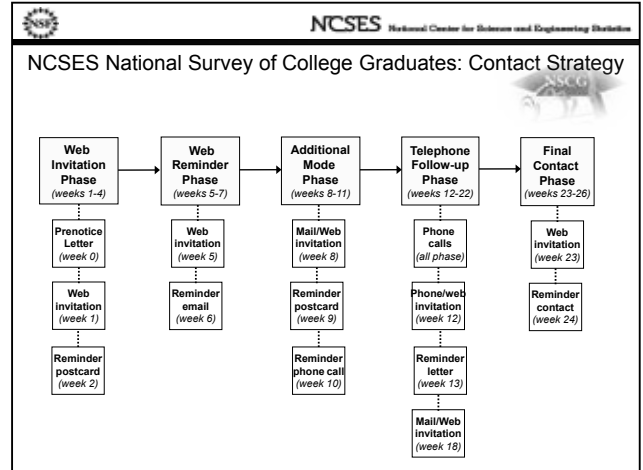 NSF
NCSES National Center for Science and Engineering Statistics
NCSES National Survey of College Graduates: Contact Strategy
NSCG
Web
Invitation
Phase
(weeks 1-4)
Web
Reminder
Phase
(weeks 5-7)
Additional
Mode
Phase
(weeks 8-11)
Telephone
Follow-up
Phase
(weeks 12-22)
Final
Contact
Phase
(weeks 23-26)
Prenotice
Letter
(week 0)
Web
invitation
(week 1)
Reminder
postcard
(week 2)
Web
invitation
(week 5)
Reminder
email
(week 6)
Mail/Web
invitation
(week 8)
Reminder
postcard
(week 9)
Reminder
phone call
(week 10)
Phone
calls
(all phase)
Phone/web
invitation
(week 12)
Reminder
letter
(week 13)
Mail/Web
invitation
(week 18)
Web
invitation
(week 23)
Reminder
contact
(week 24)